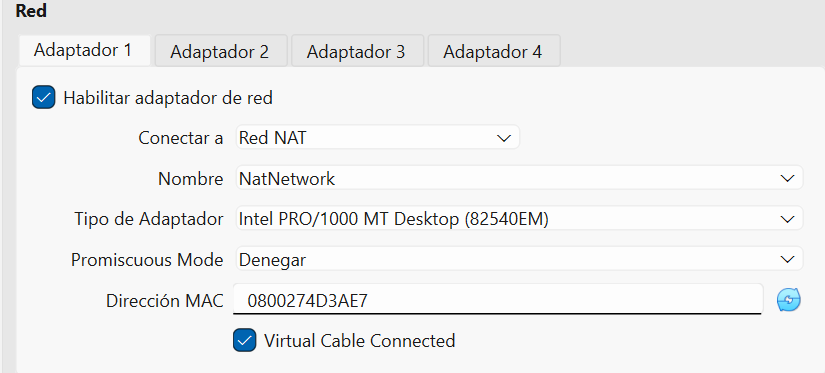 Red
Adaptador 1 Adaptador 2 Adaptador 3 Adaptador 4
Habilitar adaptador de red
Conectar a Red NAT
Nombre NatNetwork
Tipo de Adaptador Intel PRO/1000 MT Desktop (82540EM)
Promiscuous Mode Denegar
Dirección MAC 0800274D3AE7
Virtual Cable Connected